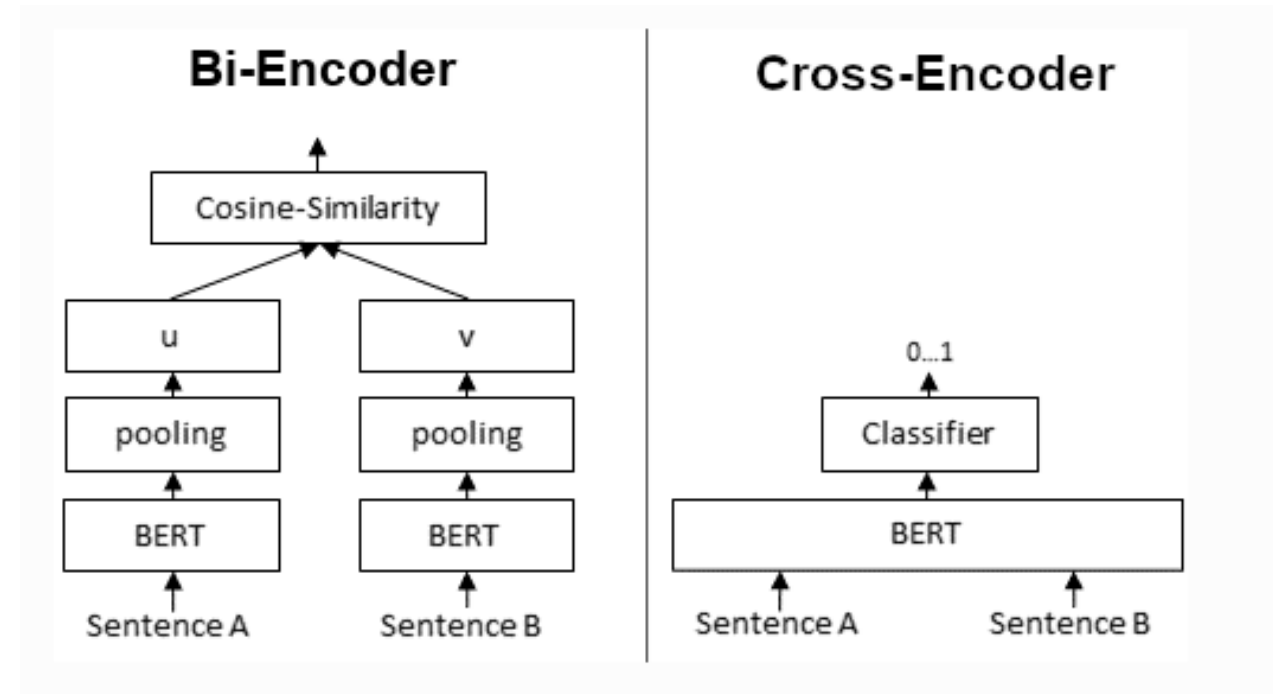 Bi-Encoder
Cosine-Similarity
u
v
pooling
pooling
BERT
BERT
Sentence A
Sentence B
Cross-Encoder
0...1
Classifier
BERT
Sentence A
Sentence B